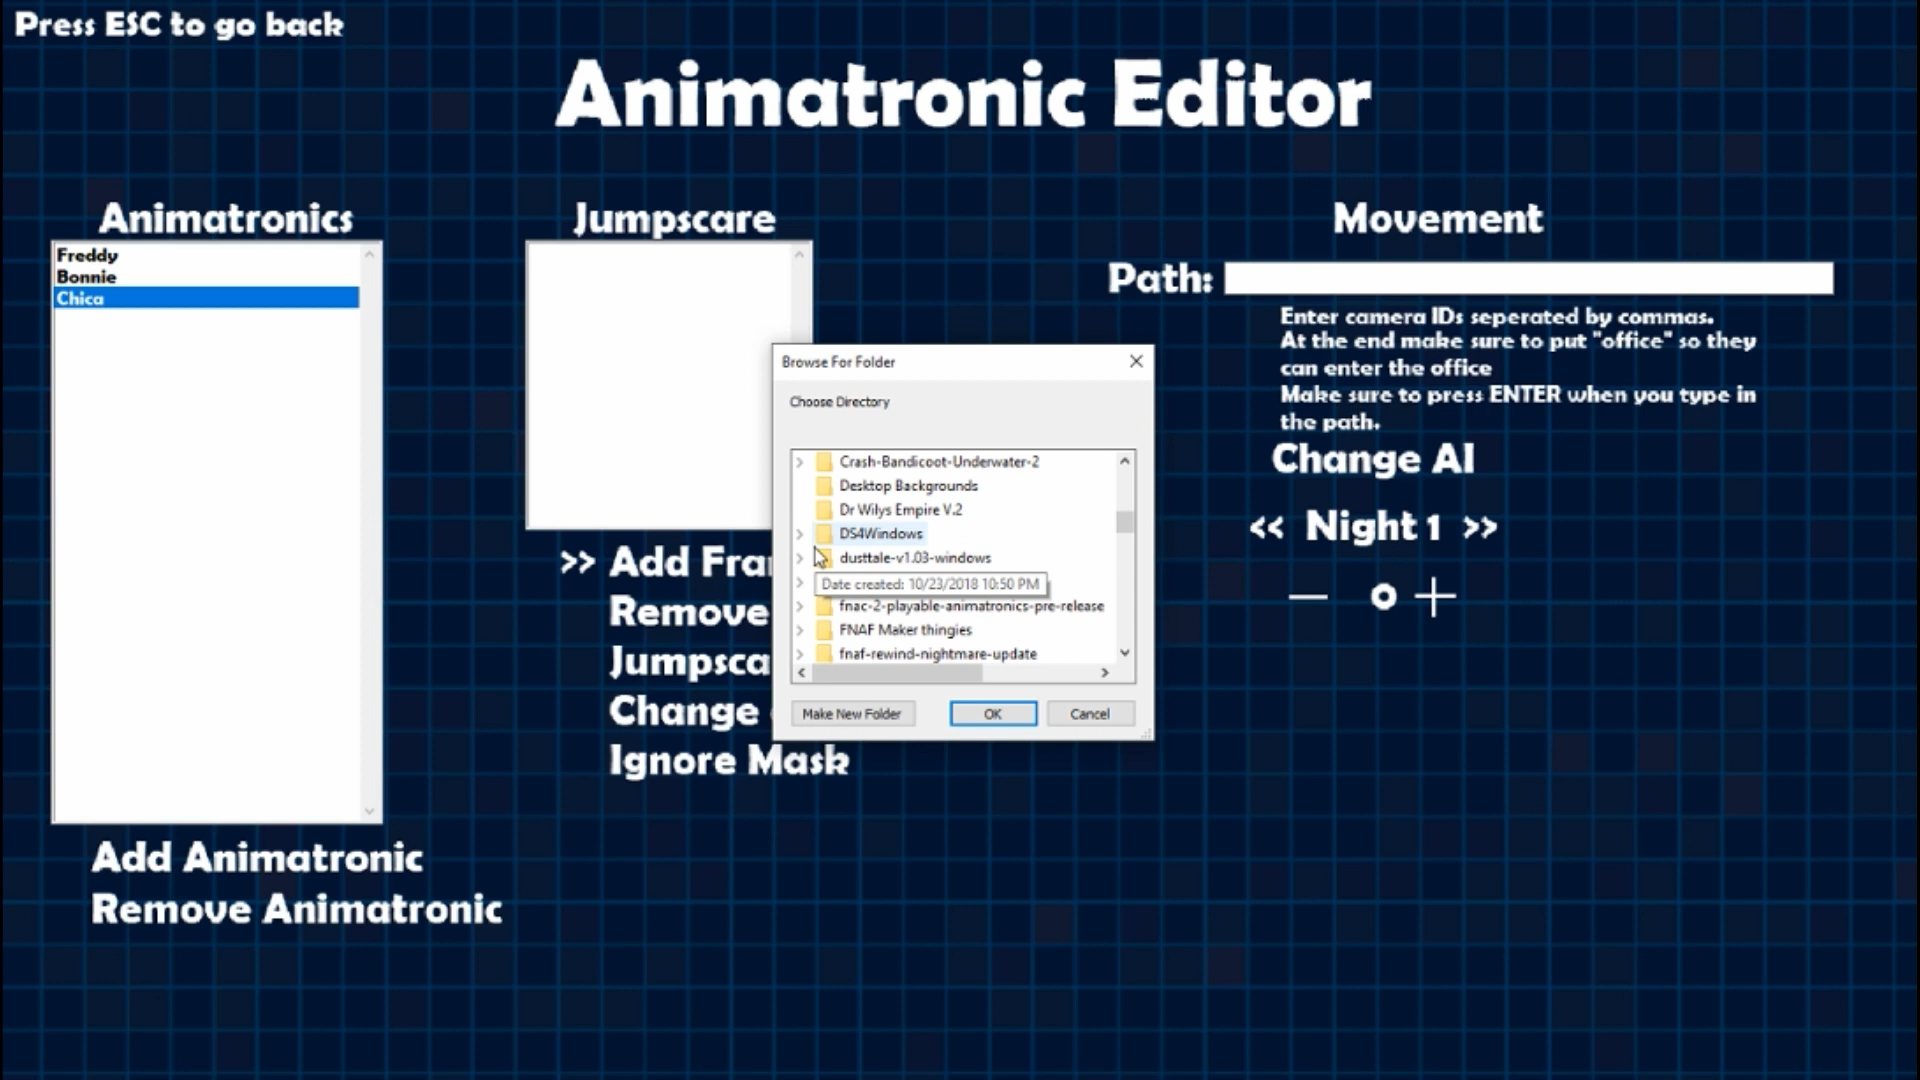 Press ESC to go back
Animatronic Editor
Animatronics
Freddy
Bonnie
Chica
Add Animatronic
Remove Animatronic
Jumpscare
>> Add
Remove
Change
Ignore Mask
Browse For Folder
Choose Directory
Crash-Bandicoot-Underwater-2
Desktop Backgrounds
Dr Wilys Empire V.2
DS4Windows
dusttale-v1.03-windows
Date created: 10/23/2018 10:50 PM
fnac-2-playable-animatronics-pre-release
FNAF Maker thingies
fnaf-rewind-nightmare-update
Make New Folder
OK
Cancel
Movement
Path:
Enter camera IDs seperated by commas.
At the end make sure to put "office" so they
can enter the office
Make sure to press ENTER when you type in
the path.
Change AI
<< Night 1 >>
— 0 +